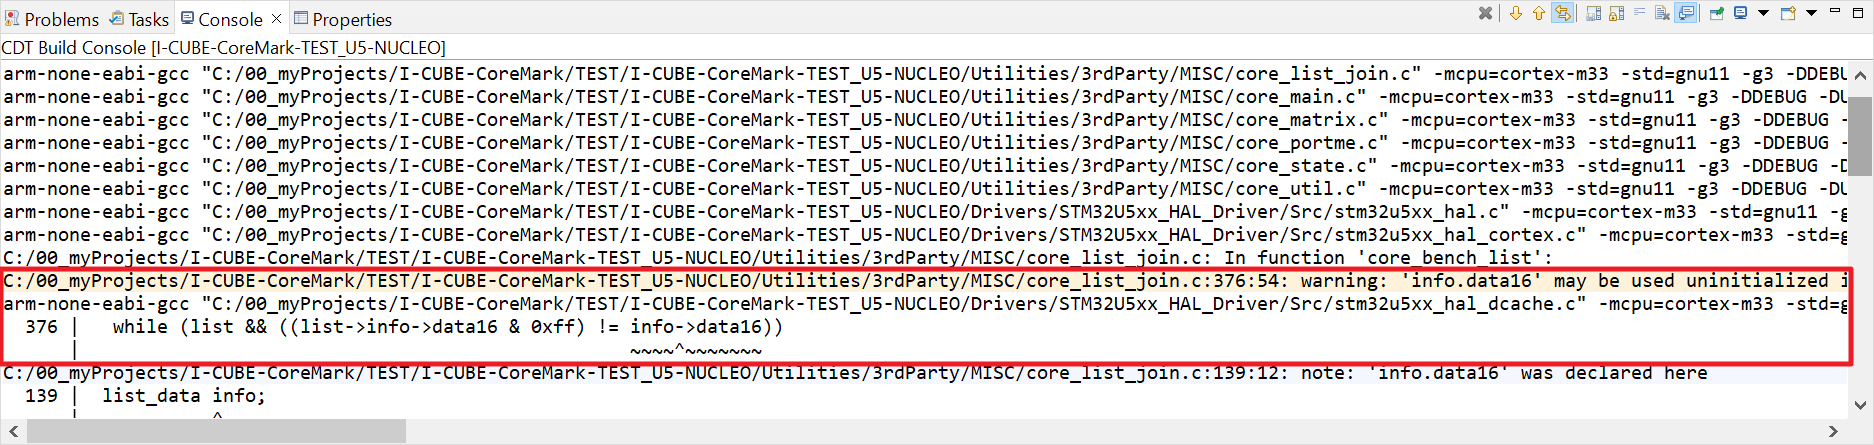 Problems Tasks Console Properties
CDT Build Console [I-CUBE-CoreMark-TEST_U5-NUCLEO]
arm-none-eabi-gcc "C:/00_myProjects/I-CUBE-CoreMark/TEST/I-CUBE-CoreMark-TEST_U5-NUCLEO/Utilities/3rdParty/MISC/core_list_join.c" -mcpu=cortex-m33 -std=gnu11 -g3 -DDEBU
arm-none-eabi-gcc "C:/00_myProjects/I-CUBE-CoreMark/TEST/I-CUBE-CoreMark-TEST_U5-NUCLEO/Utilities/3rdParty/MISC/core_main.c" -mcpu=cortex-m33 -std=gnu11 -g3 -DDEBUG -DU
arm-none-eabi-gcc "C:/00_myProjects/I-CUBE-CoreMark/TEST/I-CUBE-CoreMark-TEST_U5-NUCLEO/Utilities/3rdParty/MISC/core_matrix.c" -mcpu=cortex-m33 -std=gnu11 -g3 -DDEBUG -
arm-none-eabi-gcc "C:/00_myProjects/I-CUBE-CoreMark/TEST/I-CUBE-CoreMark-TEST_U5-NUCLEO/Utilities/3rdParty/MISC/core_portme.c" -mcpu=cortex-m33 -std=gnu11 -g3 -DDEBUG -
arm-none-eabi-gcc "C:/00_myProjects/I-CUBE-CoreMark/TEST/I-CUBE-CoreMark-TEST_U5-NUCLEO/Utilities/3rdParty/MISC/core_state.c" -mcpu=cortex-m33 -std=gnu11 -g3 -DDEBUG -D
arm-none-eabi-gcc "C:/00_myProjects/I-CUBE-CoreMark/TEST/I-CUBE-CoreMark-TEST_U5-NUCLEO/Utilities/3rdParty/MISC/core_util.c" -mcpu=cortex-m33 -std=gnu11 -g3 -DDEBUG -DU
arm-none-eabi-gcc "C:/00_myProjects/I-CUBE-CoreMark/TEST/I-CUBE-CoreMark-TEST_U5-NUCLEO/Drivers/STM32U5xx_HAL_Driver/Src/stm32u5xx_hal.c" -mcpu=cortex-m33 -std=gnu11 -g
arm-none-eabi-gcc "C:/00_myProjects/I-CUBE-CoreMark/TEST/I-CUBE-CoreMark-TEST_U5-NUCLEO/Drivers/STM32U5xx_HAL_Driver/Src/stm32u5xx_hal_cortex.c" -mcpu=cortex-m33 -std=g
C:/00_myProjects/I-CUBE-CoreMark/TEST/I-CUBE-CoreMark-TEST_U5-NUCLEO/Utilities/3rdParty/MISC/core_list_join.c: In function 'core_bench_list':
C:/00_myProjects/I-CUBE-CoreMark/TEST/I-CUBE-CoreMark-TEST_U5-NUCLEO/Utilities/3rdParty/MISC/core_list_join.c:376:54: warning: 'info.data16' may be used uninitialized i
arm-none-eabi-gcc "C:/00_myProjects/I-CUBE-CoreMark/TEST/I-CUBE-CoreMark-TEST_U5-NUCLEO/Drivers/STM32U5xx_HAL_Driver/Src/stm32u5xx_hal_dcache.c" -mcpu=cortex-m33 -std=g
376 |   while (list && ((list->info->data16 & 0xff) != info->data16))
|                                                  ~~~~^~~~~~~~
C:/00_myProjects/I-CUBE-CoreMark/TEST/I-CUBE-CoreMark-TEST_U5-NUCLEO/Utilities/3rdParty/MISC/core_list_join.c:139:12: note: 'info.data16' was declared here
139 |  list_data info;
|            ^